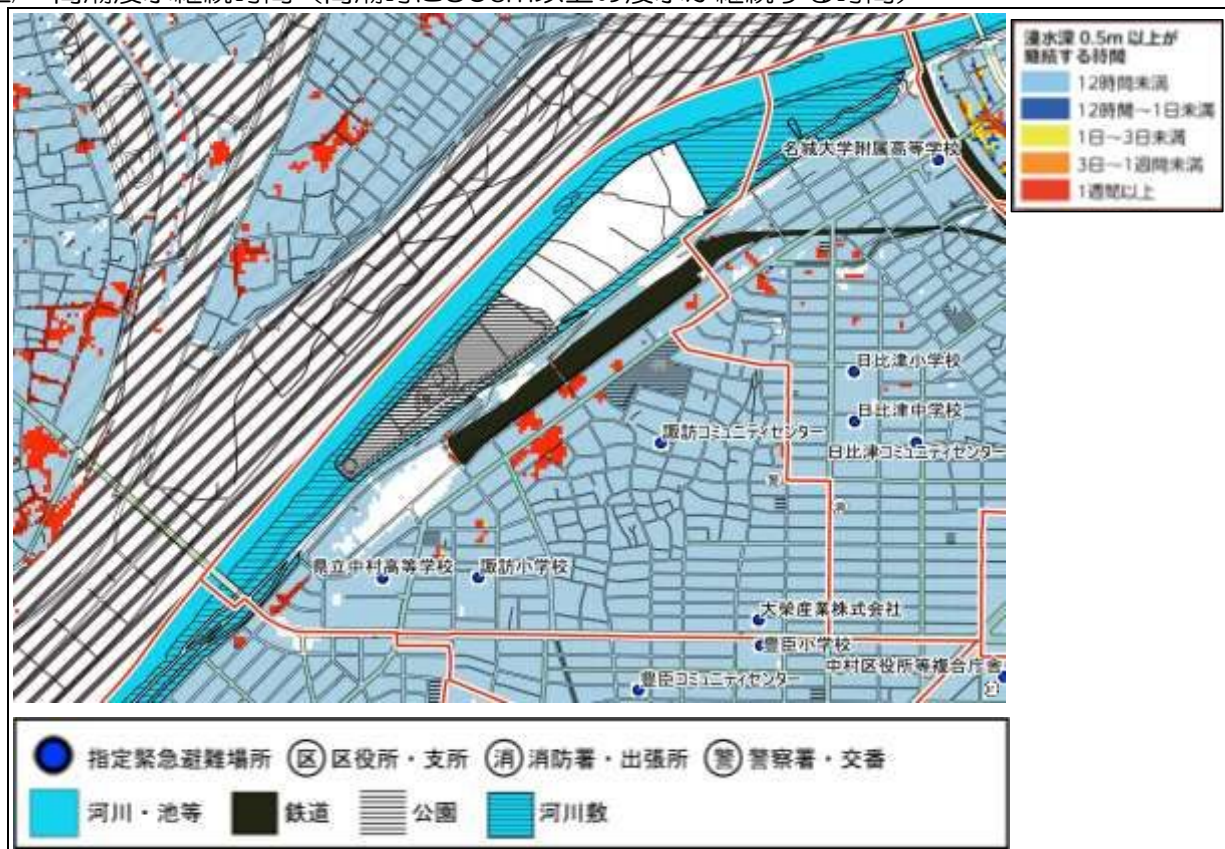 浸水深 0.5m 以上が
継続する時間
12時間未満
12時間～1日未満
1日～3日未満
3日～1週間未満
1週間以上
名城大学附属高等学校
日比津小学校
日比津中学校
諏訪コミュニティセンター
日比津コミュニティセンター
県立中村高等学校
諏訪小学校
大栄産業株式会社
豊臣小学校
中村区役所等複合庁舎
豊臣コミュニティセンター
指定緊急避難場所 区 区役所・支所 消 消防署・出張所 警 警察署・交番
河川・池等 鉄道 公園 河川敷